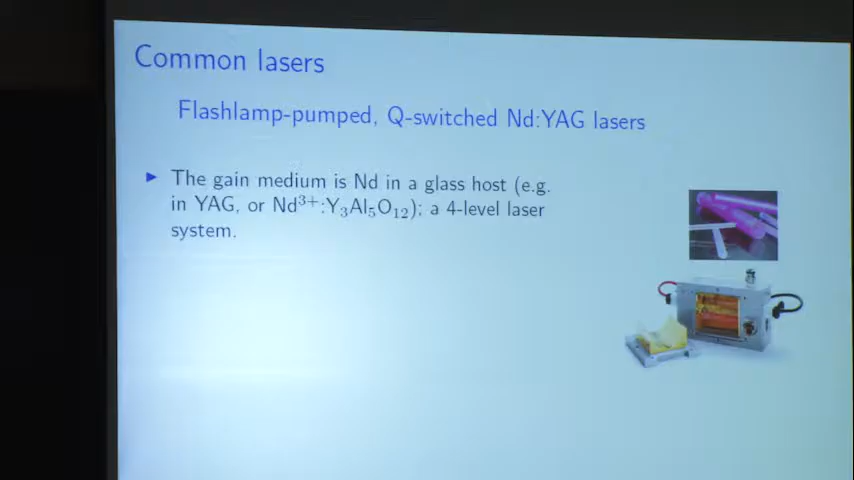 Common lasers
Flashlamp-pumped, Q-switched Nd:YAG lasers
▶ The gain medium is Nd in a glass host (e.g.
in YAG, or Nd³⁺:Y₃Al₅O₁₂); a 4-level laser
system.